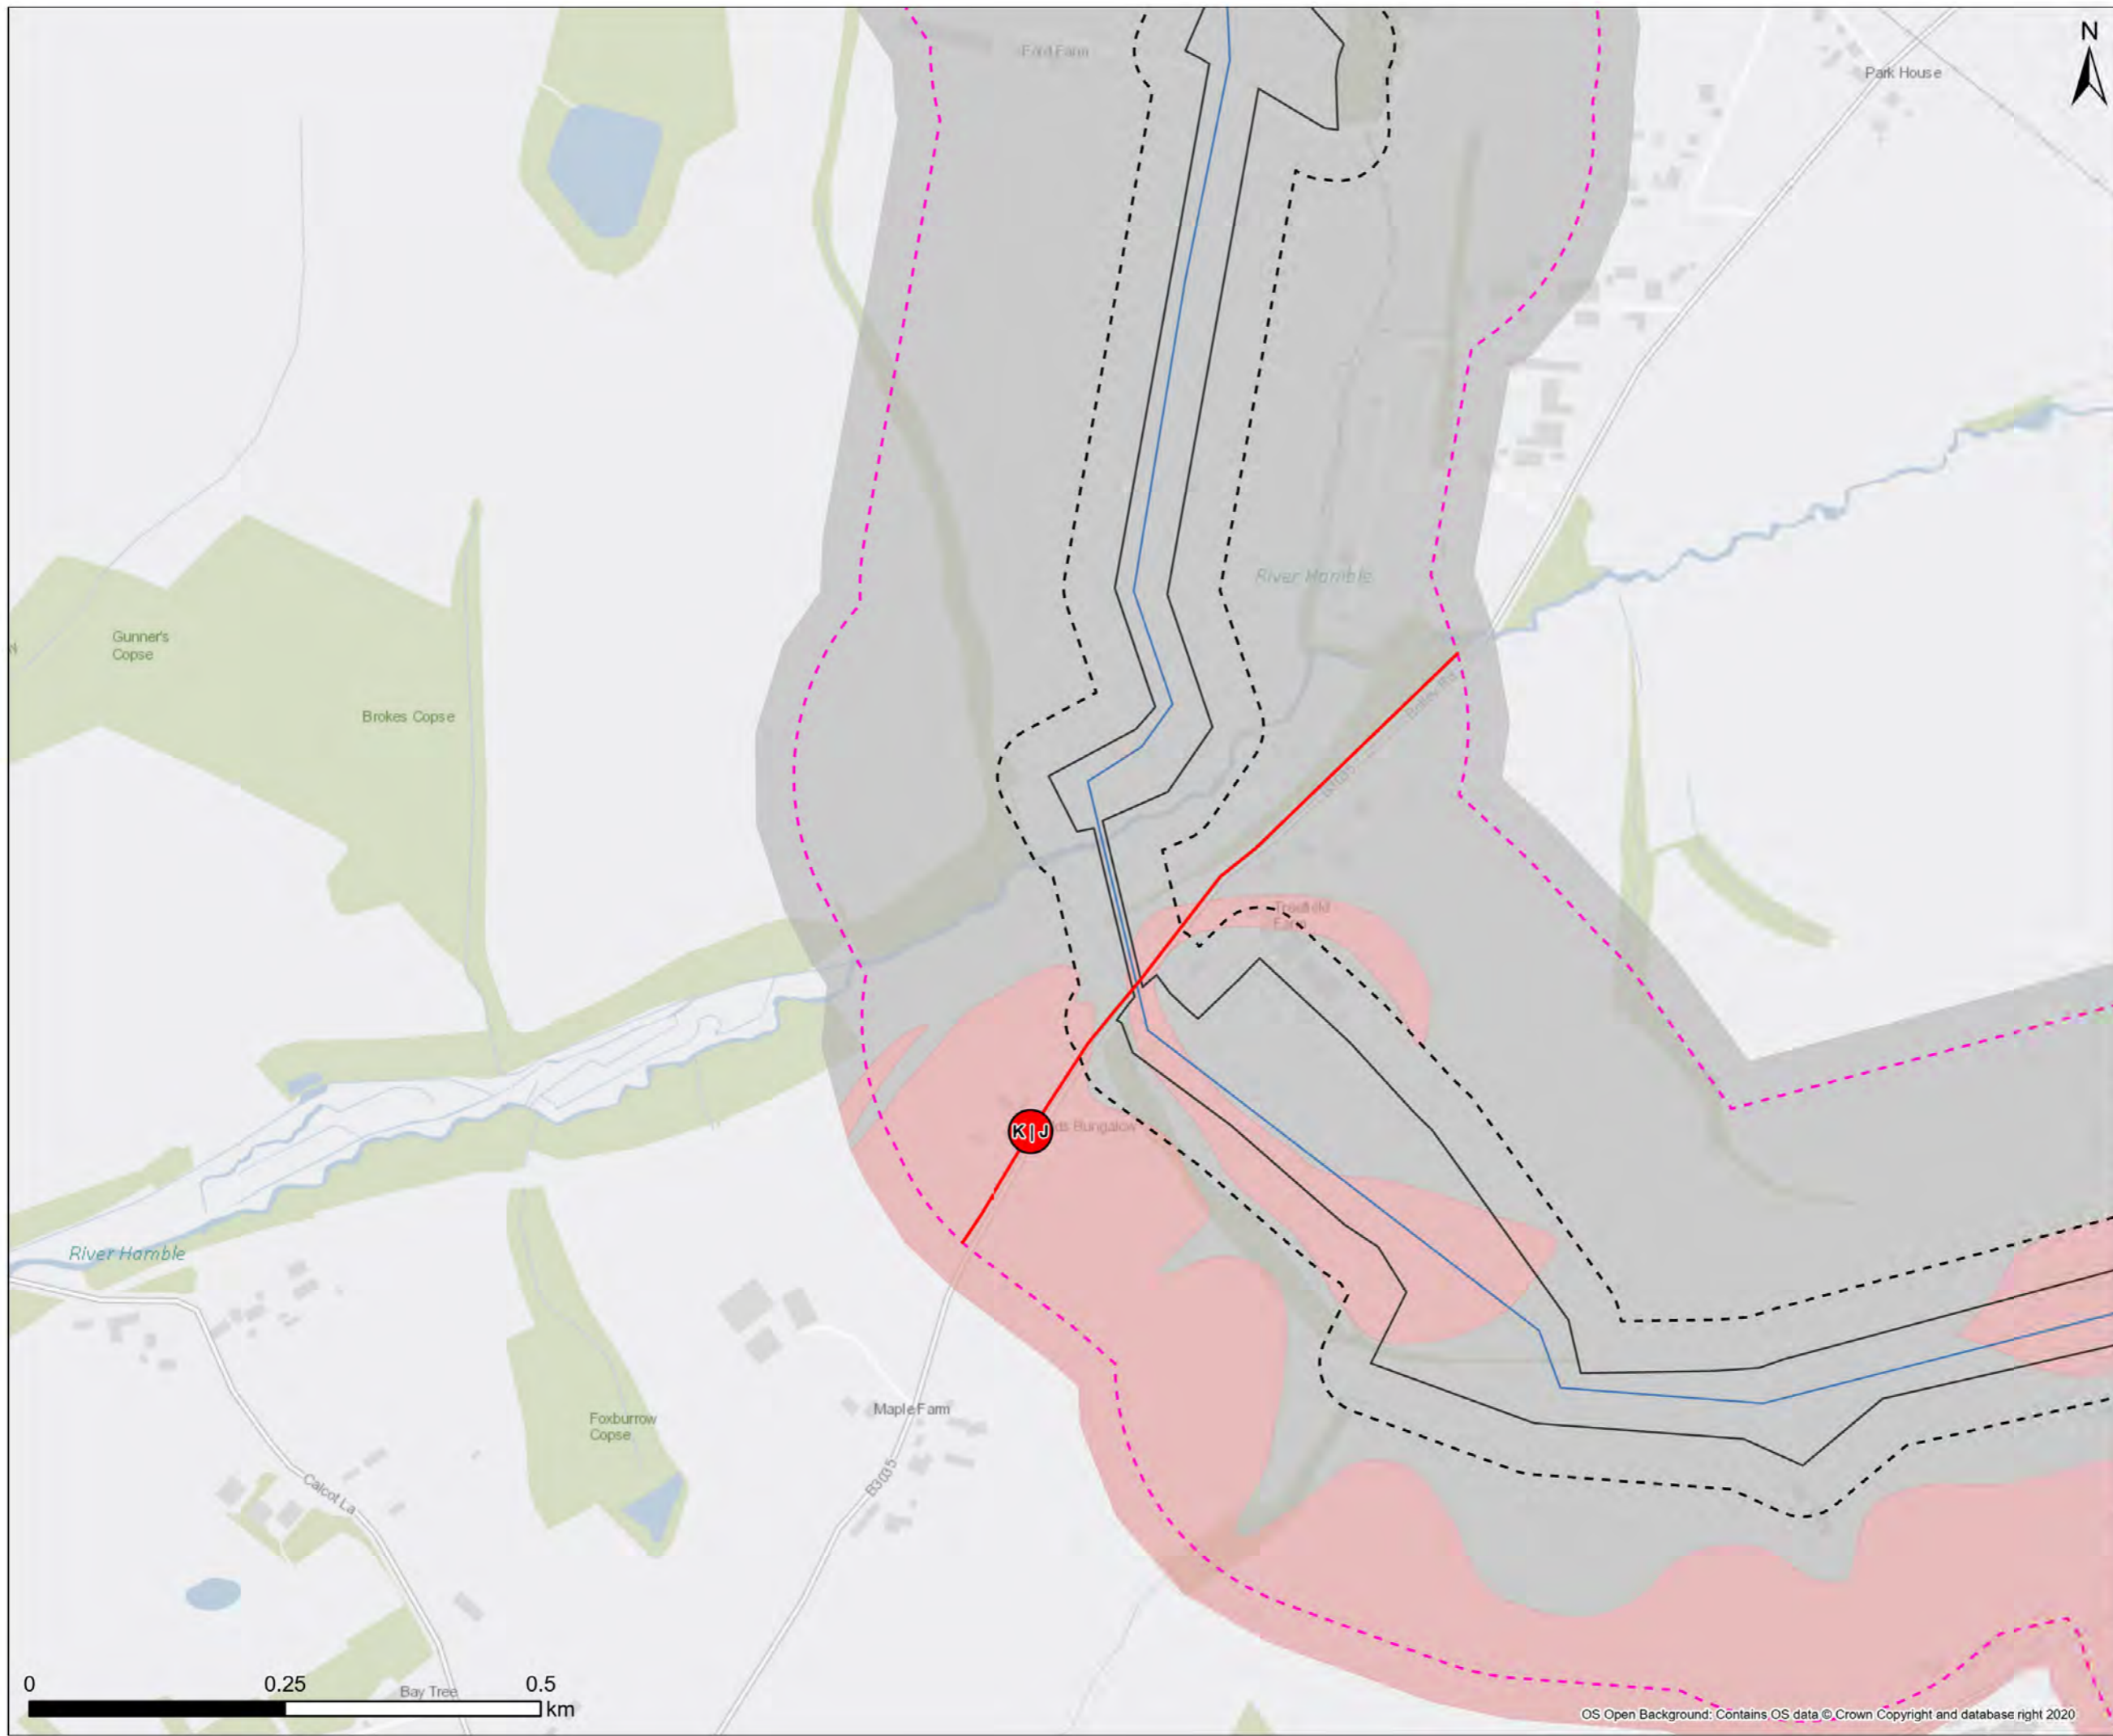 N
Ford Farm
Park House
River Hamble
Gunner's
Copse
Brokes Copse
Farm
K|J
Bungalow
River Hamble
Maple Farm
Foxburrow
Copse
B3035
Calcot La
Bay Tree
0 0.25 0.5
km
OS Open Background: Contains OS data © Crown Copyright and database right 2020